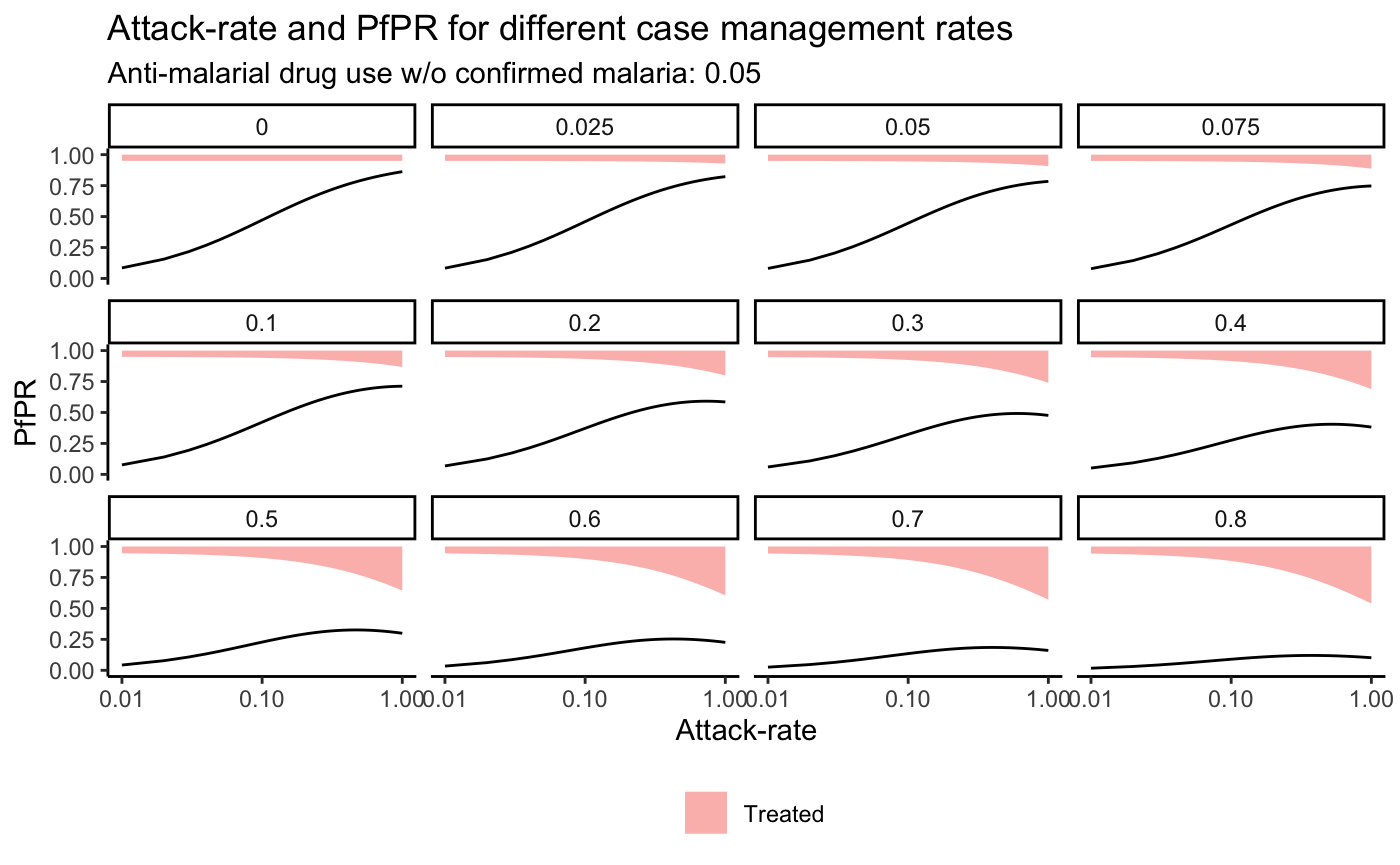 Attack-rate and PfPR for different case management rates
Anti-malarial drug use w/o confirmed malaria: 0.05
0 0.025 0.05 0.075
1.00
0.75
0.50
0.25
0.00
0.1 0.2 0.3 0.4
1.00
0.75
0.50
0.25
0.00
PfPR
0.5 0.6 0.7 0.8
1.00
0.75
0.50
0.25
0.00
0.01 0.10 1.00 0.01 0.10 1.00 0.01 0.10 1.00 0.01 0.10 1.00
Attack-rate
Treated